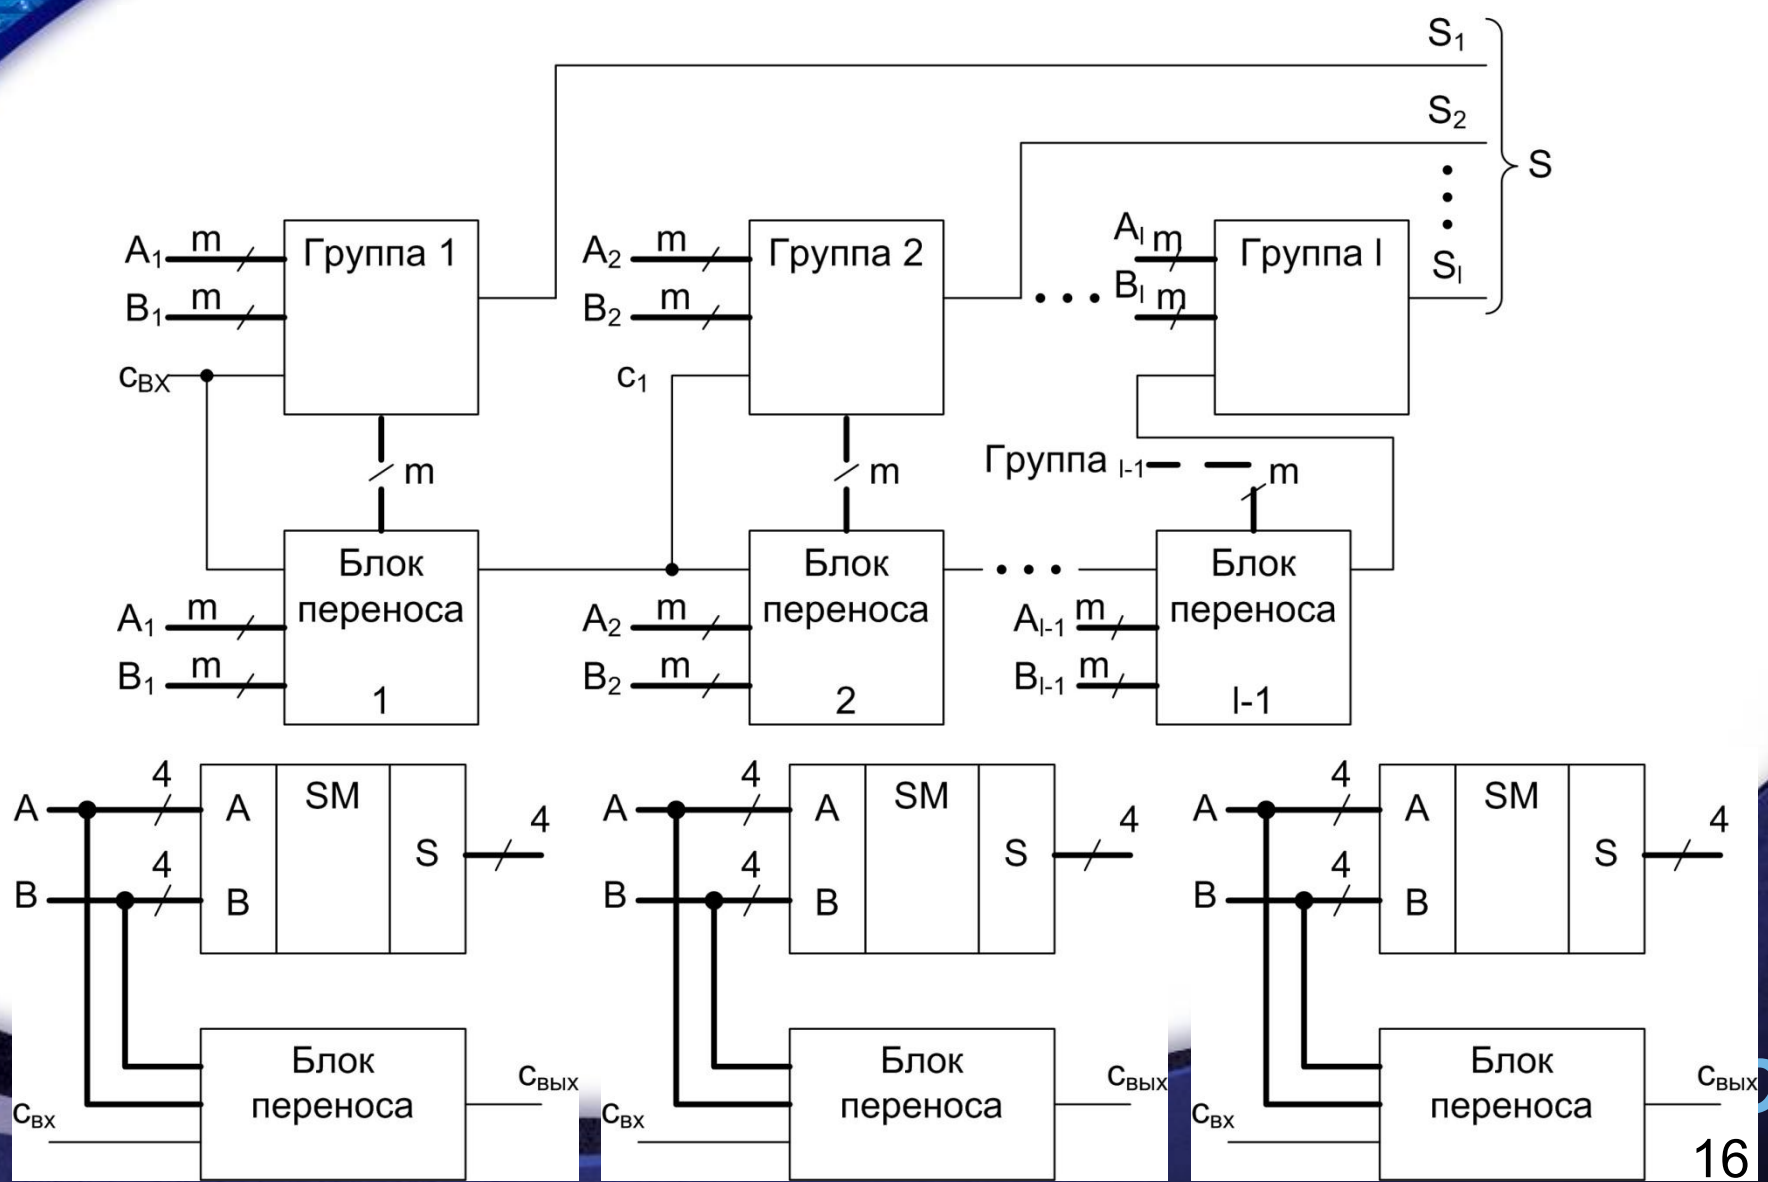 S1
S2
S
A1 m Группа 1 A2 m Группа 2 Al m Группа l Sl
B1 m B2 m Bl m
cВХ c1
m m Группа l-1 m
Блок переноса 1
A1 m
B1 m
Блок переноса 2
A2 m
B2 m
Блок переноса l-1
Al-1 m
Bl-1 m
A 4 A SM S 4
B 4 B
Блок переноса
cвх cвых
A 4 A SM S 4
B 4 B
Блок переноса
cвх cвых
A 4 A SM S 4
B 4 B
Блок переноса
cвх cвых
16